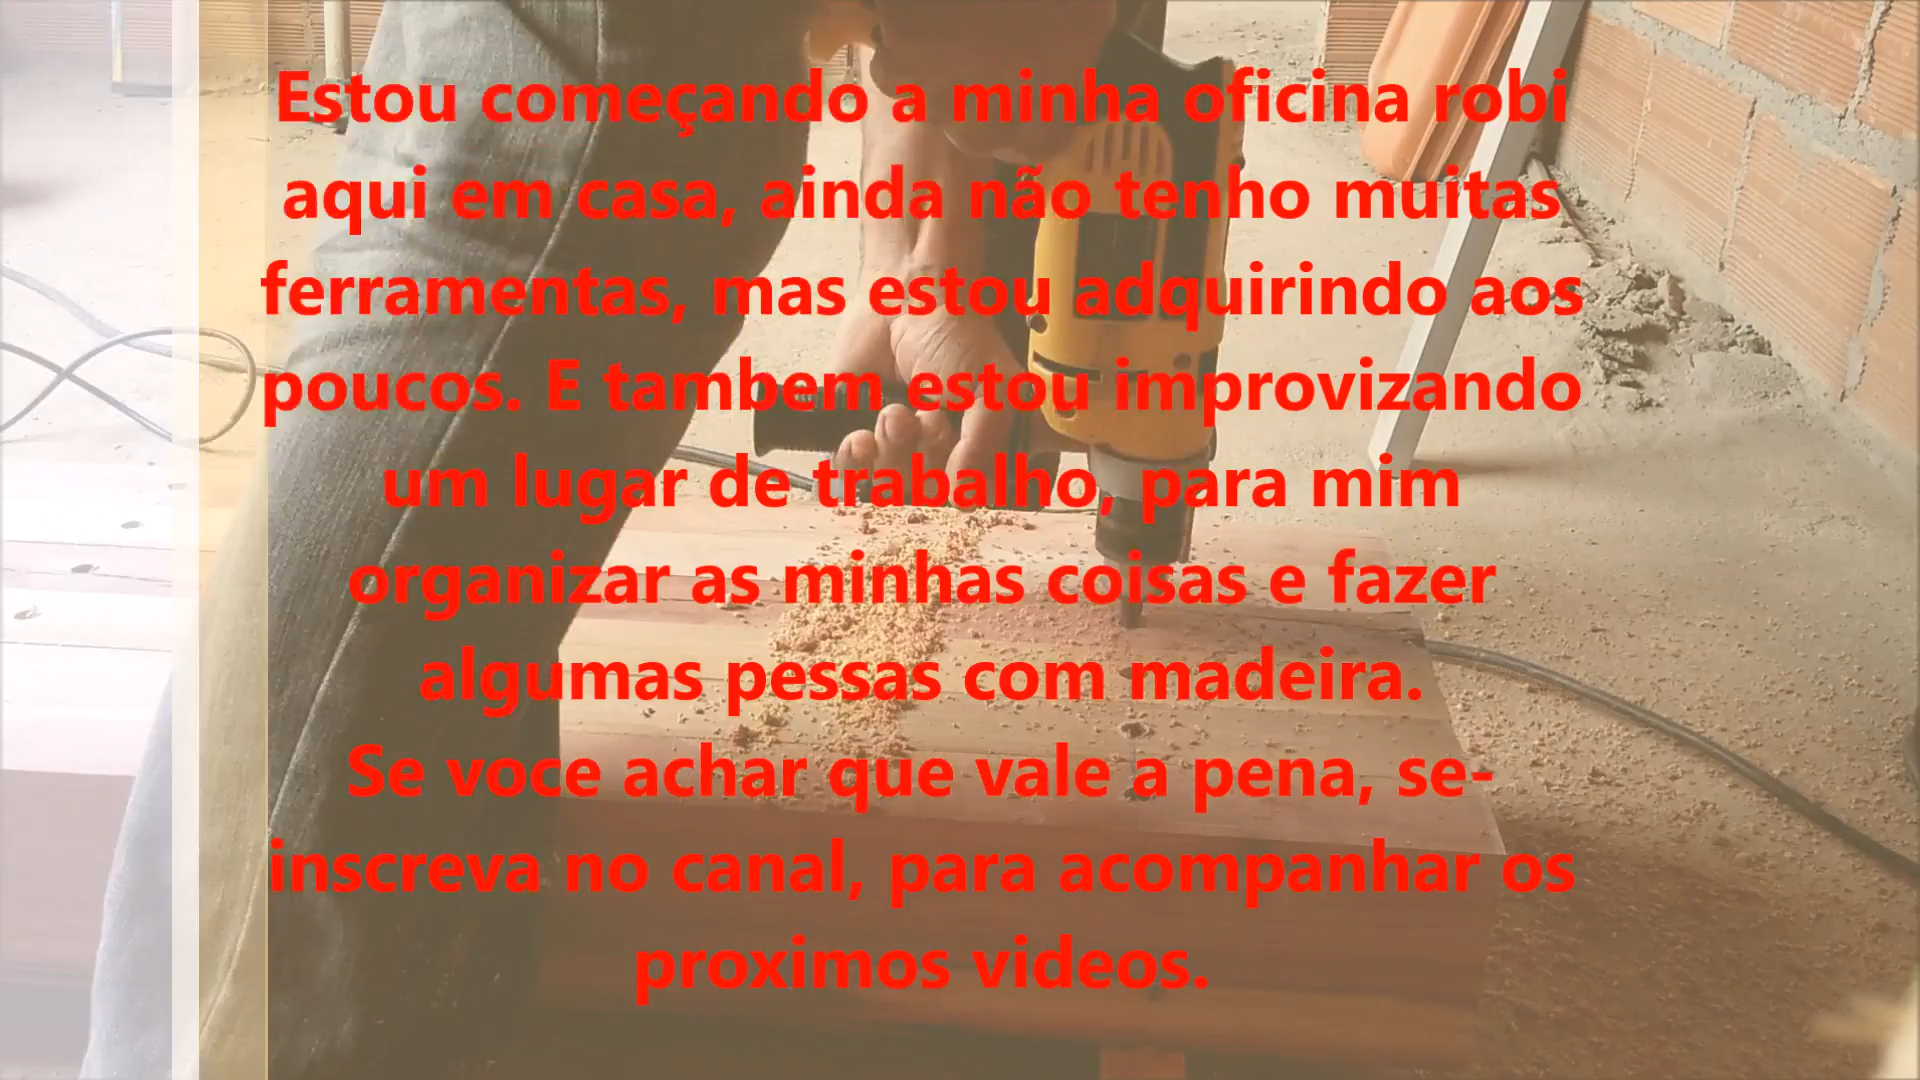 Estou começando a minha oficina robi
aqui em casa, ainda não tenho muitas
ferramentas, mas estou adquirindo aos
poucos. E tambem estou improvizando
um lugar de trabalho, para mim
organizar as minhas coisas e fazer
algumas pessas com madeira.
Se voce achar que vale a pena, se-
inscreva no canal, para acompanhar os
proximos videos.